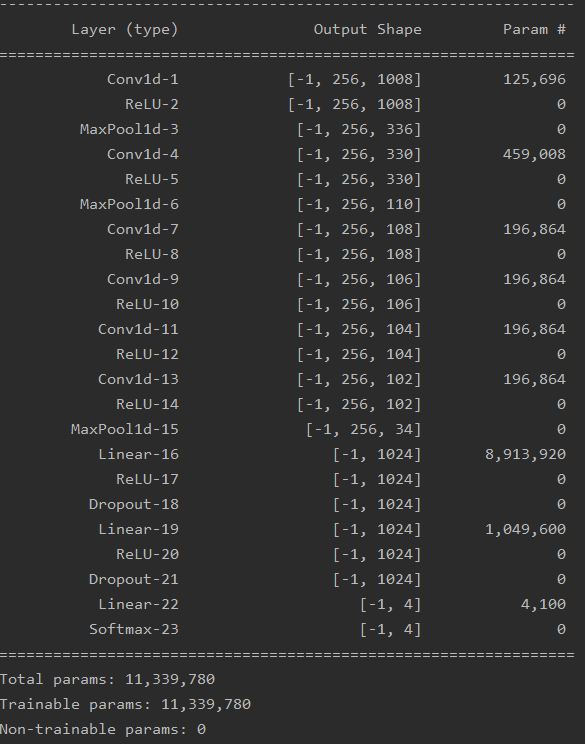 ----------------------------------------------------------------
Layer (type) Output Shape Param #
================================================================
Conv1d-1 [-1, 256, 1008] 125,696
ReLU-2 [-1, 256, 1008] 0
MaxPool1d-3 [-1, 256, 336] 0
Conv1d-4 [-1, 256, 330] 459,008
ReLU-5 [-1, 256, 330] 0
MaxPool1d-6 [-1, 256, 110] 0
Conv1d-7 [-1, 256, 108] 196,864
ReLU-8 [-1, 256, 108] 0
Conv1d-9 [-1, 256, 106] 196,864
ReLU-10 [-1, 256, 106] 0
Conv1d-11 [-1, 256, 104] 196,864
ReLU-12 [-1, 256, 104] 0
Conv1d-13 [-1, 256, 102] 196,864
ReLU-14 [-1, 256, 102] 0
MaxPool1d-15 [-1, 256, 34] 0
Linear-16 [-1, 1024] 8,913,920
ReLU-17 [-1, 1024] 0
Dropout-18 [-1, 1024] 0
Linear-19 [-1, 1024] 1,049,600
ReLU-20 [-1, 1024] 0
Dropout-21 [-1, 1024] 0
Linear-22 [-1, 4] 4,100
Softmax-23 [-1, 4] 0
================================================================
Total params: 11,339,780
Trainable params: 11,339,780
Non-trainable params: 0